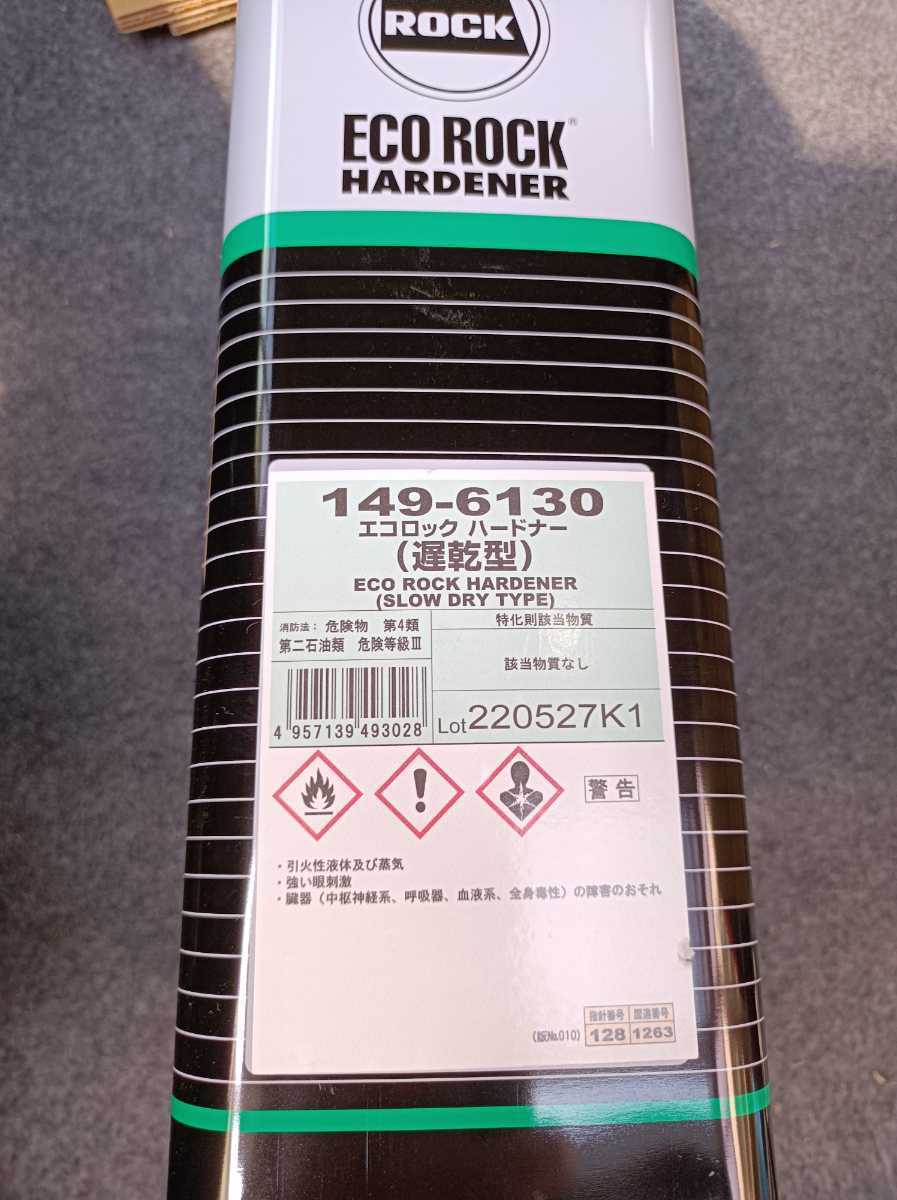 ROCK
ECO ROCK®
HARDENER
149-6130
エコロック ハードナー
（遅乾型）
ECO ROCK HARDENER
(SLOW DRY TYPE)
消防法： 危険物 第4類
第二石油類 危険等級Ⅲ
特化則該当物質
該当物質なし
4 957139 493028
Lot 220527K1
警告
・引火性液体及び蒸気
・強い眼刺激
・臓器（中枢神経系、呼吸器、血液系、全身毒性）の障害のおそれ
(版No.010)
指針番号 国連番号
128 1263